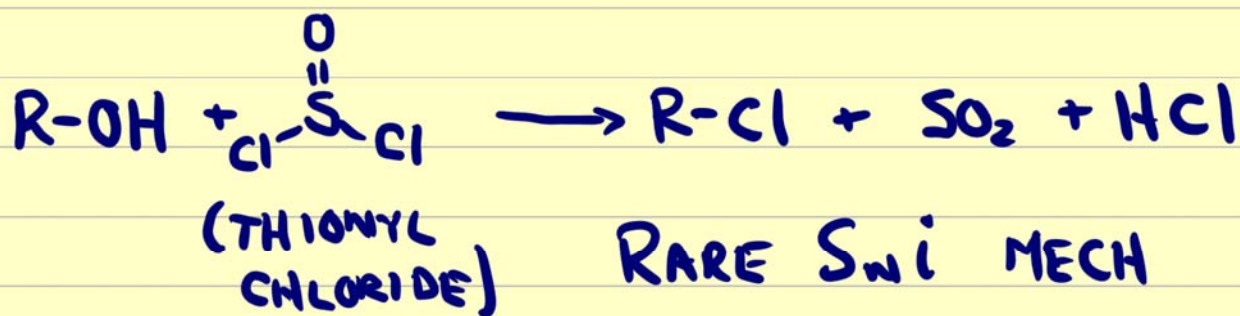 O
R-OH + Cl-S-Cl → R-Cl + SO₂ + HCl
(THIONYL
CHLORIDE)
RARE SNi MECH